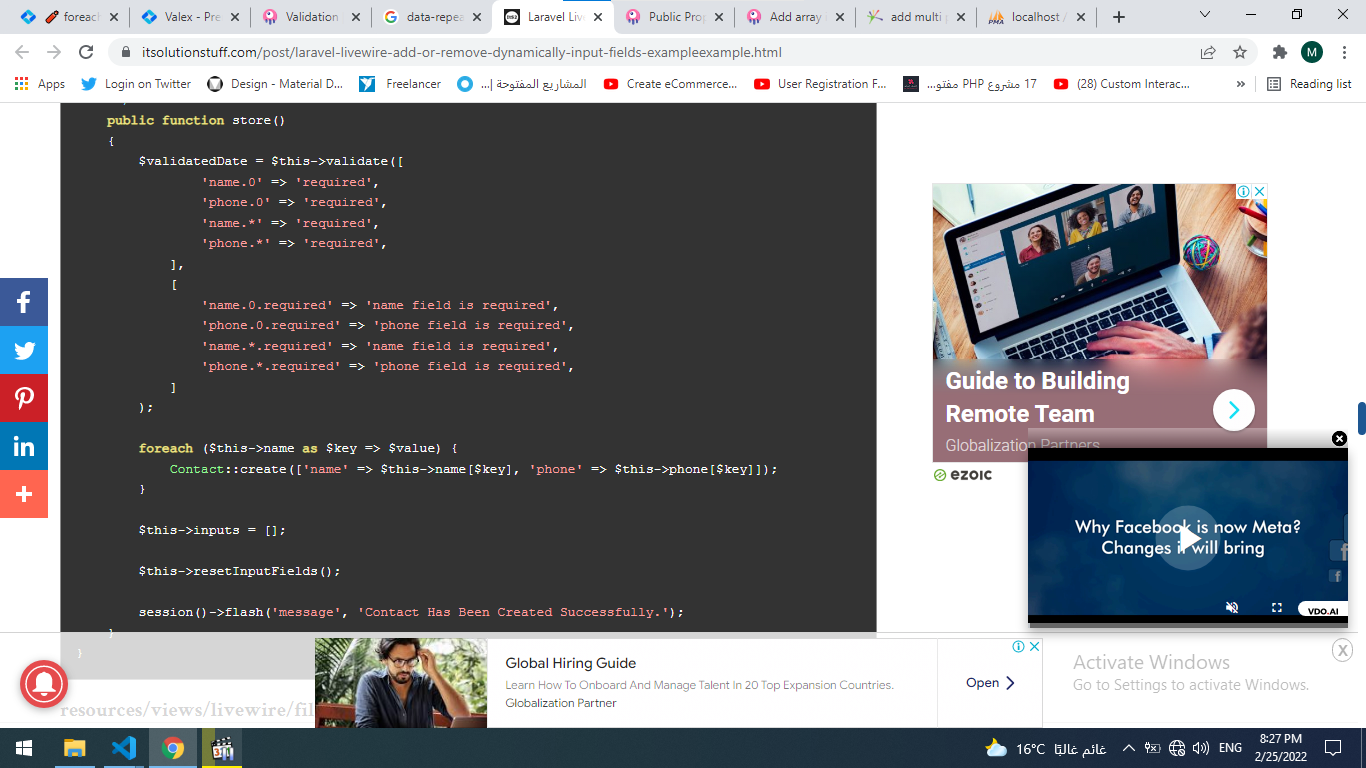 foreach
Valex - Pre
Validation
data-repea
Laravel Liv
Public Prop
Add array
add multi
localhost /
itsolutionstuff.com/post/laravel-livewire-add-or-remove-dynamically-input-fields-exampleexample.html
M
Apps
Login on Twitter
Design - Material D...
Freelancer
المشاريع المفتوحة |...
Create eCommerce...
User Registration F...
17 مشروع PHP مفتو...
(28) Custom Interac...
»
Reading list
public function store()
{
$validatedDate = $this->validate([
'name.0' => 'required',
'phone.0' => 'required',
'name.*' => 'required',
'phone.*' => 'required',
],
[
'name.0.required' => 'name field is required',
'phone.0.required' => 'phone field is required',
'name.*.required' => 'name field is required',
'phone.*.required' => 'phone field is required',
]
);
foreach ($this->name as $key => $value) {
Contact::create(['name' => $this->name[$key], 'phone' => $this->phone[$key]]);
}
$this->inputs = [];
$this->resetInputFields();
session()->flash('message', 'Contact Has Been Created Successfully.');
}
}
resources/views/livewire/fil
Guide to Building
Remote Team
Globalization Partners
ezoic
Why Facebook is now Meta?
Changes it will bring
VDO.AI
Global Hiring Guide
Learn How To Onboard And Manage Talent In 20 Top Expansion Countries.
Globalization Partner
Open
Activate Windows
Go to Settings to activate Windows.
16°C غائم غالبًا
ENG
8:27 PM
2/25/2022